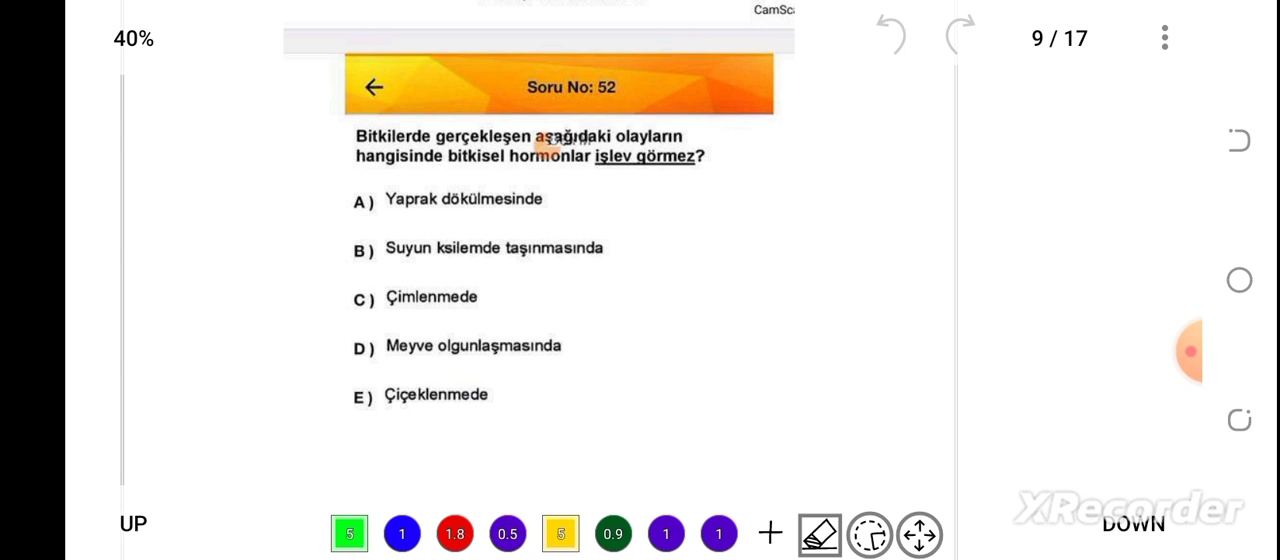 CamSc
40%
9 / 17
Soru No: 52
Bitkilerde gerçekleşen aşağıdaki olayların
hangisinde bitkisel hormonlar işlev görmez?
A ) Yaprak dökülmesinde
B ) Suyun ksilemde taşınmasında
C ) Çimlenmede
D ) Meyve olgunlaşmasında
E ) Çiçeklenmede
UP
5 1 1.8 0.5 5 0.9 1 1
DOWN
XRecorder